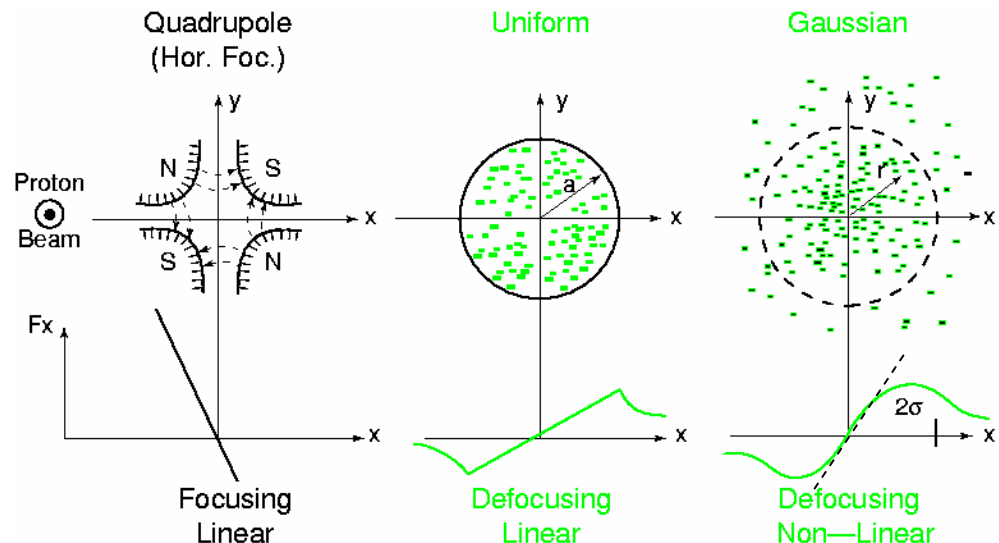 Quadrupole
(Hor. Foc.)
Uniform
Gaussian
y
y
y
N
S
Proton
Beam
x
a
x
r
x
S
N
Fx
2σ
x
x
x
Focusing
Linear
Defocusing
Linear
Defocusing
Non—Linear